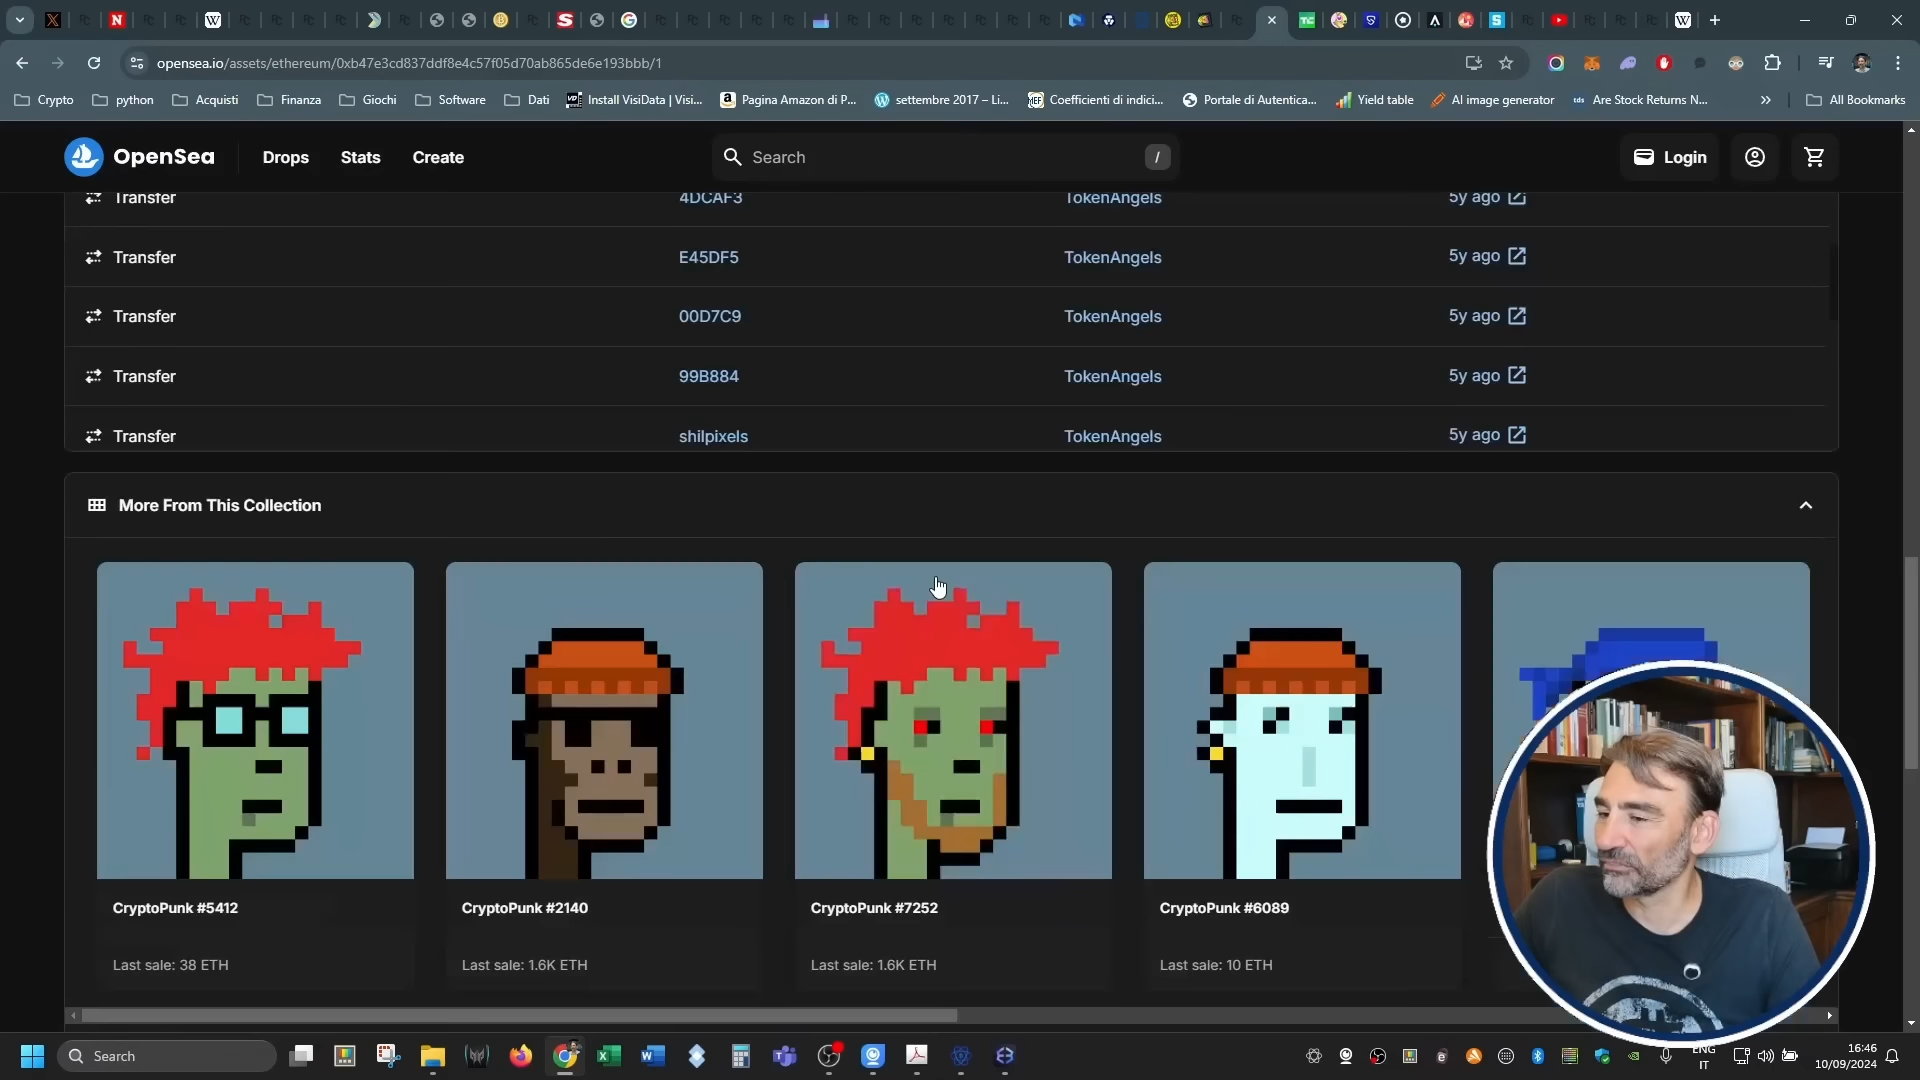 opensea.io/assets/ethereum/0xb47e3cd837ddf8e4c57f05d70ab865de6e193bbb/1
Crypto python Acquisti Finanza Giochi Software Dati Install VisiData | Visi... Pagina Amazon di P... settembre 2017 – Li... Coefficienti di indici... Portale di Autentica... Yield table AI image generator Are Stock Returns N... » All Bookmarks
OpenSea Drops Stats Create Search / Login
Transfer 4DCAF3 TokenAngels 5y ago
Transfer E45DF5 TokenAngels 5y ago
Transfer 00D7C9 TokenAngels 5y ago
Transfer 99B884 TokenAngels 5y ago
Transfer shilpixels TokenAngels 5y ago
More From This Collection
CryptoPunk #5412 CryptoPunk #2140 CryptoPunk #7252 CryptoPunk #6089
Last sale: 38 ETH Last sale: 1.6K ETH Last sale: 1.6K ETH Last sale: 10 ETH
Search ENG 16:46
IT 10/09/2024